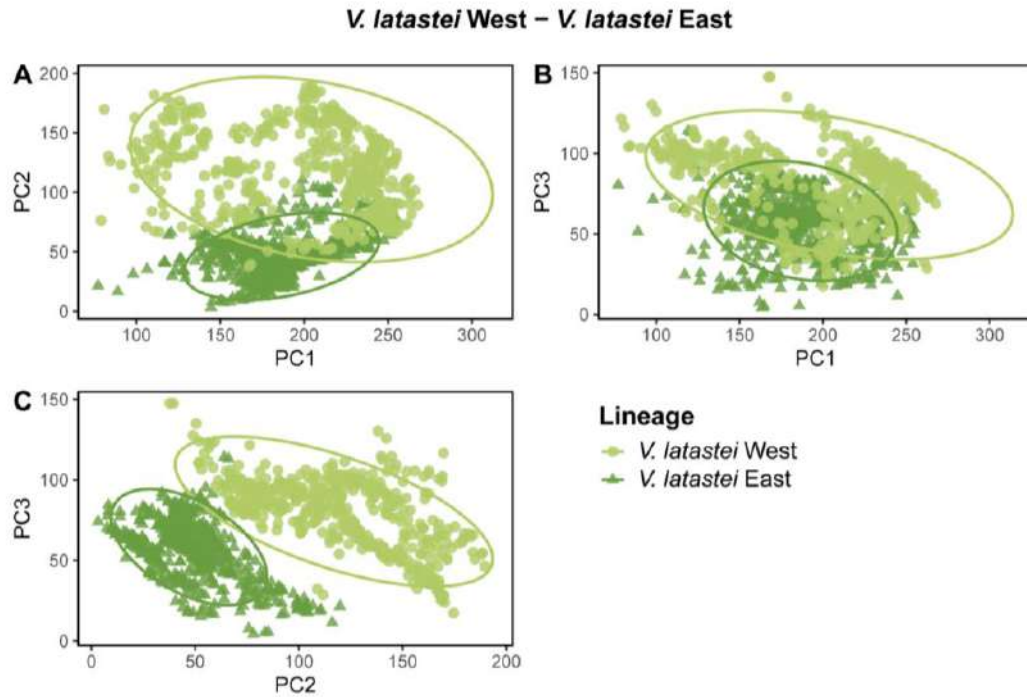 V. latastei West − V. latastei East
A
200
150
100
50
0
PC2
100 150 200 250 300
PC1
B
150
100
50
0
PC3
100 150 200 250 300
PC1
C
150
100
50
0
PC3
0 50 100 150 200
PC2
Lineage
V. latastei West
V. latastei East